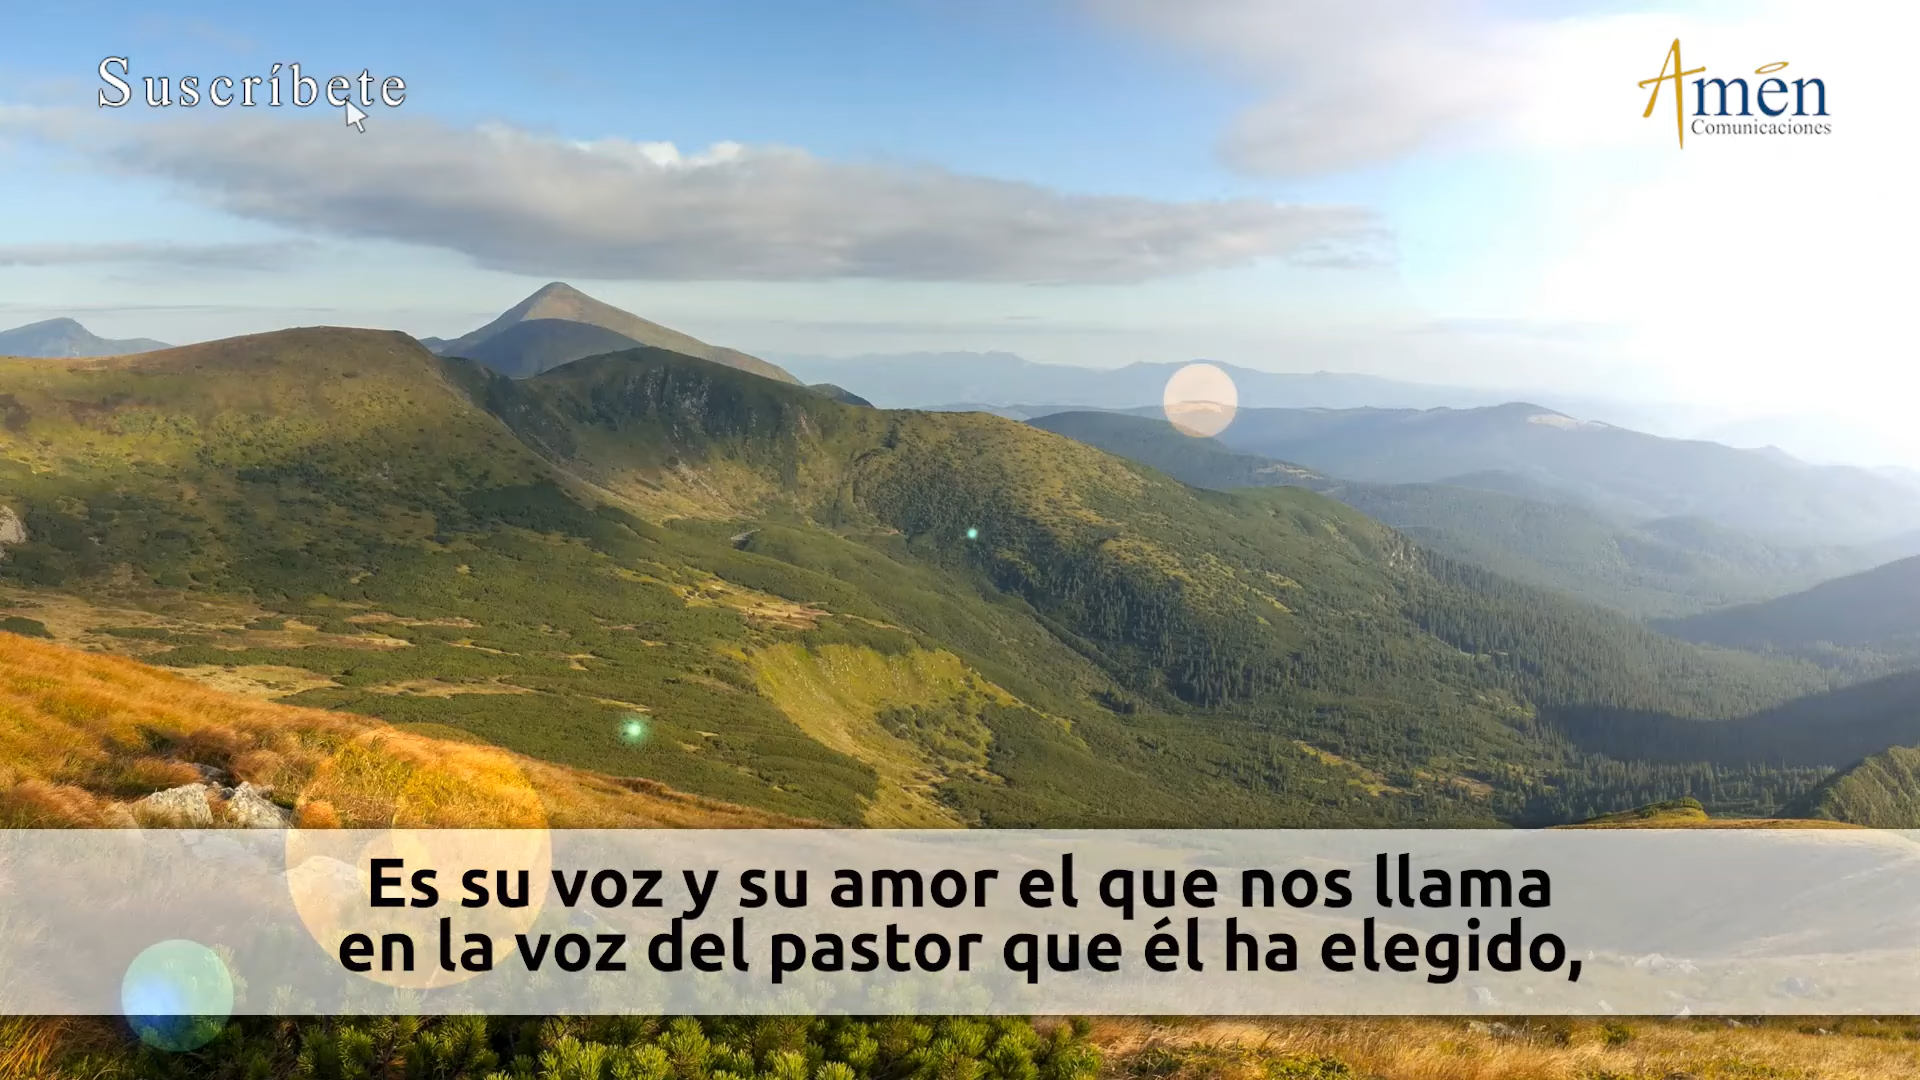 Suscríbete
Amén
Comunicaciones
Es su voz y su amor el que nos llama
en la voz del pastor que él ha elegido,